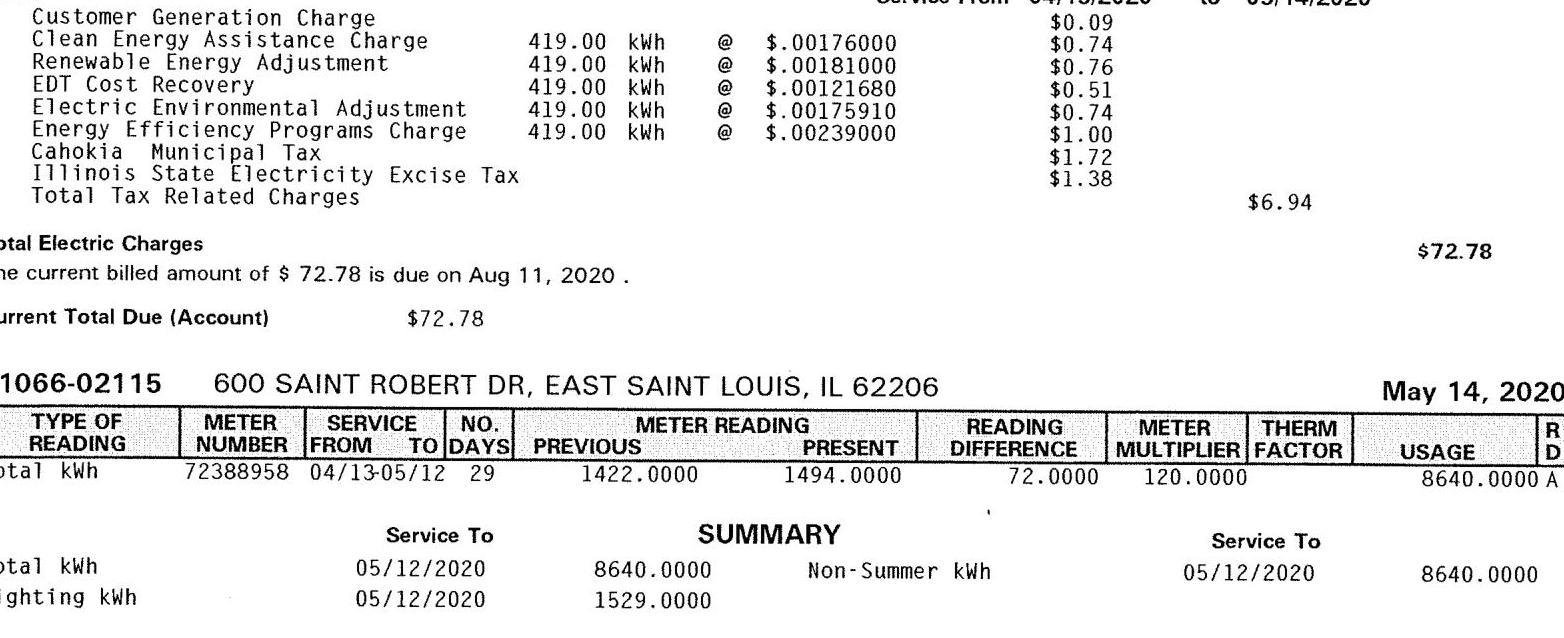 Customer Generation Charge $0.09
Clean Energy Assistance Charge 419.00 kWh @ $.00176000 $0.74
Renewable Energy Adjustment 419.00 kWh @ $.00181000 $0.76
EDT Cost Recovery 419.00 kWh @ $.00121680 $0.51
Electric Environmental Adjustment 419.00 kWh @ $.00175910 $0.74
Energy Efficiency Programs Charge 419.00 kWh @ $.00239000 $1.00
Cahokia Municipal Tax $1.72
Illinois State Electricity Excise Tax $1.38
Total Tax Related Charges $6.94
otal Electric Charges $72.78
he current billed amount of $ 72.78 is due on Aug 11, 2020 .
urrent Total Due (Account) $72.78
1066-02115 600 SAINT ROBERT DR, EAST SAINT LOUIS, IL 62206 May 14, 2020
TYPE OF METER SERVICE NO. METER READING READING METER THERM R
READING NUMBER FROM TO DAYS PREVIOUS PRESENT DIFFERENCE MULTIPLIER FACTOR USAGE D
otal kWh 72388958 04/13-05/12 29 1422.0000 1494.0000 72.0000 120.0000 8640.0000 A
Service To SUMMARY Service To
otal kWh 05/12/2020 8640.0000 Non-Summer kWh 05/12/2020 8640.0000
ighting kWh 05/12/2020 1529.0000